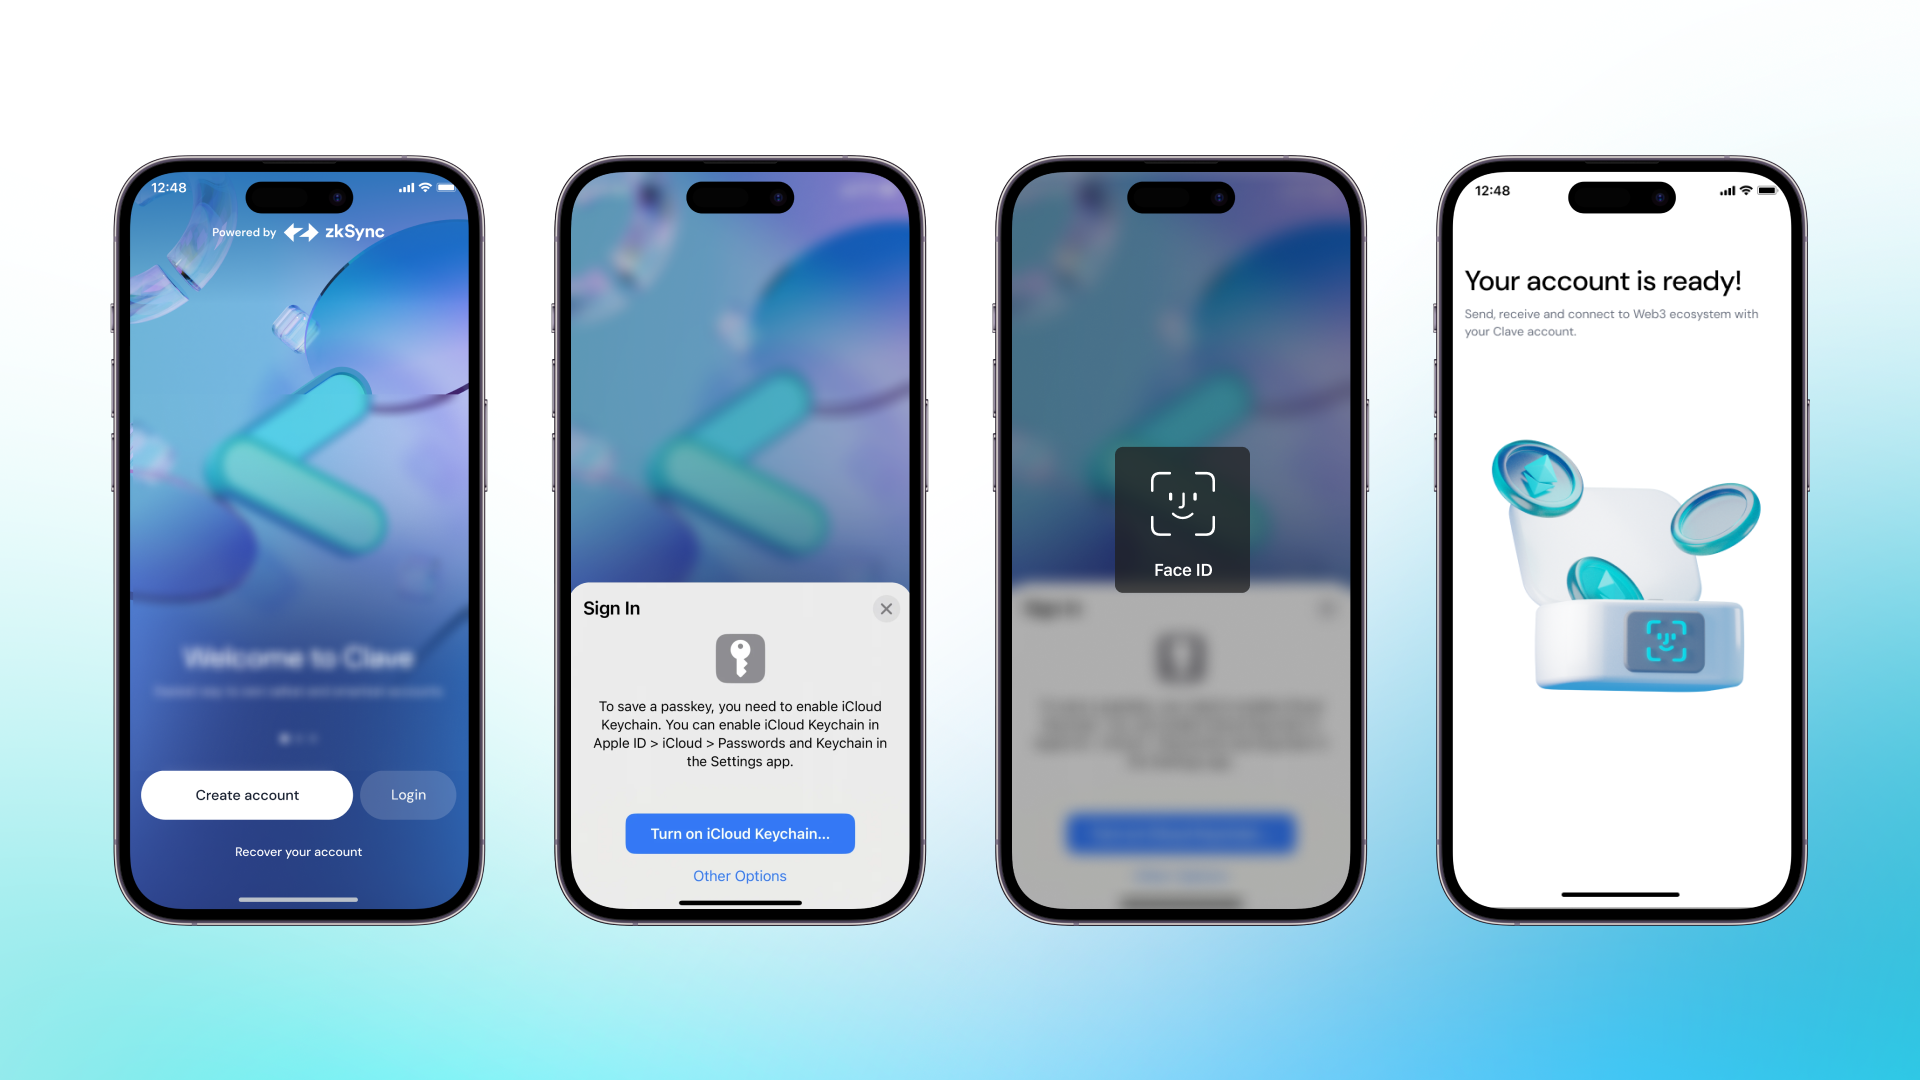 12:48
Powered by zkSync
Welcome to Clave
Create account
Login
Recover your account
Sign In
To save a passkey, you need to enable iCloud
Keychain. You can enable iCloud Keychain in
Apple ID > iCloud > Passwords and Keychain in
the Settings app.
Turn on iCloud Keychain...
Other Options
Face ID
12:48
Your account is ready!
Send, receive and connect to Web3 ecosystem with
your Clave account.